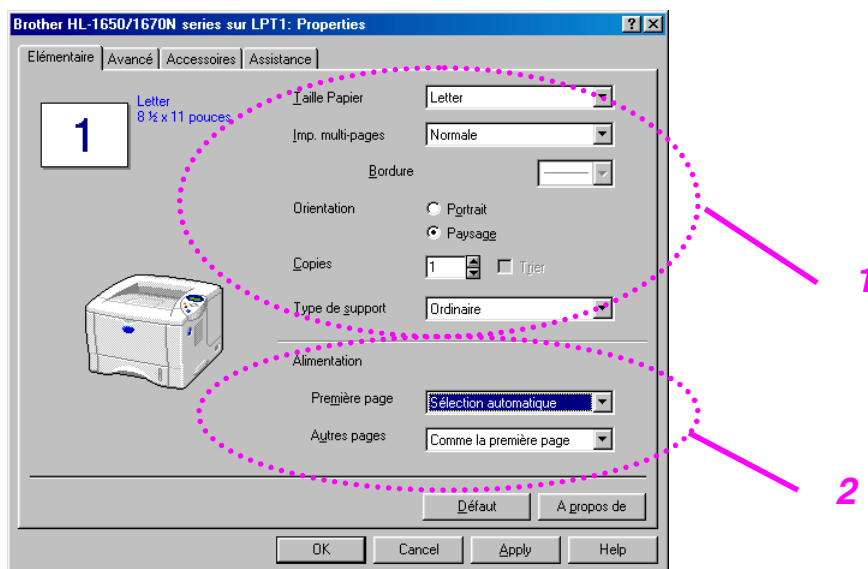 Brother HL-1650/1670N series sur LPT1: Properties
Elémentaire Avancé Accessoires Assistance
1
Letter
8 ½ x 11 pouces
Taille Papier Letter
Imp. multi-pages Normale
Bordure
Orientation Portrait
Paysage
Copies 1 Trier
Type de support Ordinaire
1
Alimentation
Première page Sélection automatique
Autres pages Comme la première page
2
Défaut A propos de
OK Cancel Apply Help